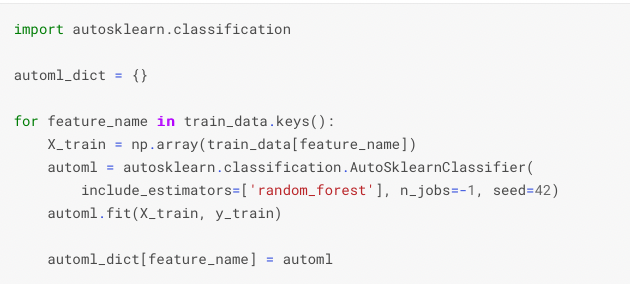 import autosklearn.classification
automl_dict = {}
for feature_name in train_data.keys():
    X_train = np.array(train_data[feature_name])
    automl = autosklearn.classification.AutoSklearnClassifier(
        include_estimators=['random_forest'], n_jobs=-1, seed=42)
    automl.fit(X_train, y_train)
    automl_dict[feature_name] = automl